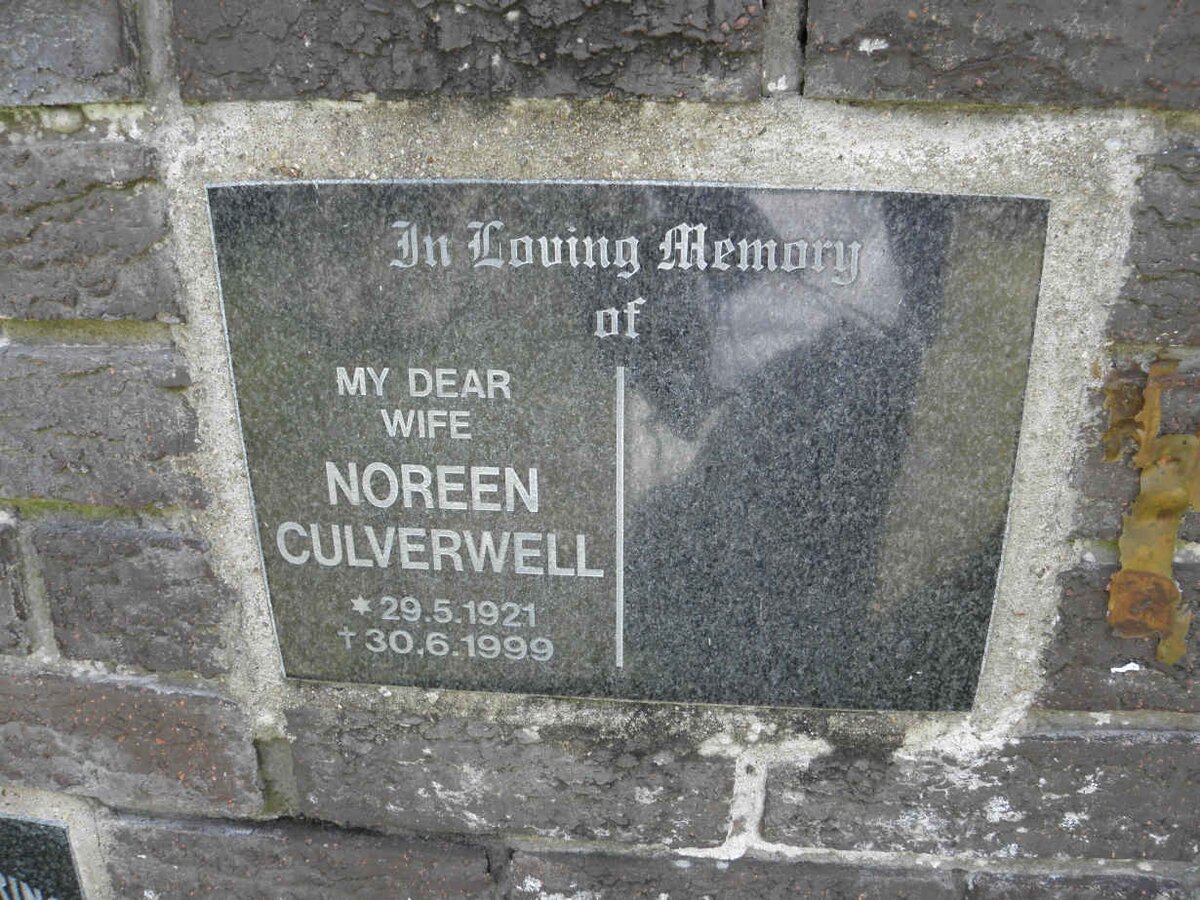 In Loving Memory
of
MY DEAR
WIFE
NOREEN
CULVERWELL
* 29.5.1921
† 30.6.1999